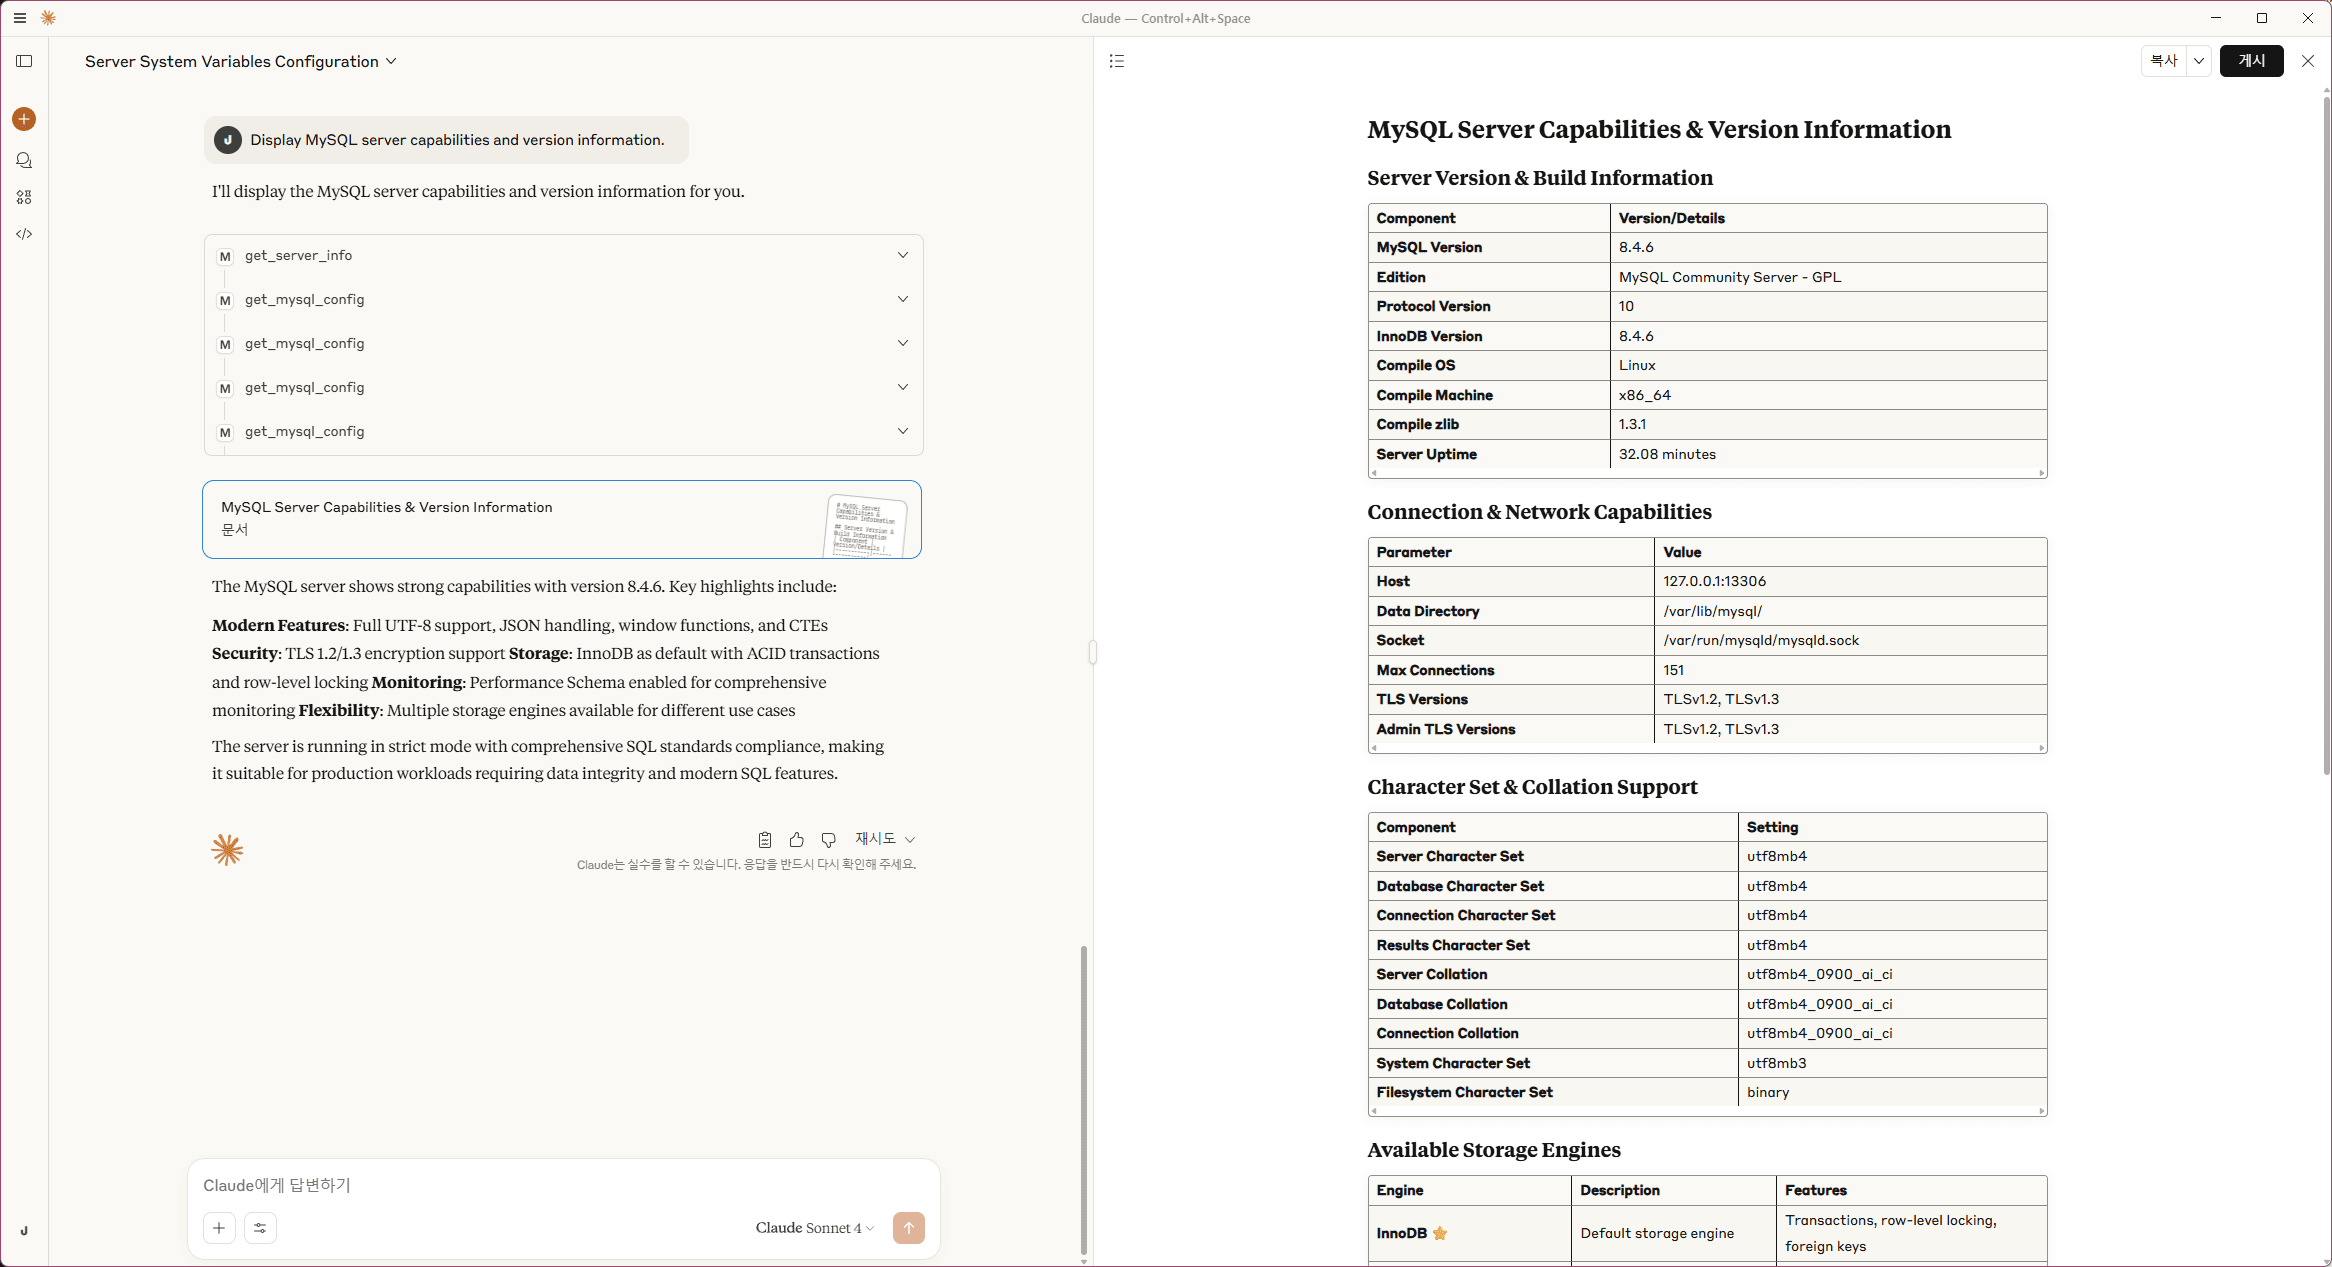 Claude — Control+Alt+Space
Server System Variables Configuration
J
Display MySQL server capabilities and version information.
I'll display the MySQL server capabilities and version information for you.
M get_server_info
M get_mysql_config
M get_mysql_config
M get_mysql_config
M get_mysql_config
MySQL Server Capabilities & Version Information
문서
# MySQL Server
Capabilities &
Version Information
## Server Version &
Build Information
| Component |
Version/Details |
The MySQL server shows strong capabilities with version 8.4.6. Key highlights include:
Modern Features: Full UTF-8 support, JSON handling, window functions, and CTEs
Security: TLS 1.2/1.3 encryption support Storage: InnoDB as default with ACID transactions
and row-level locking Monitoring: Performance Schema enabled for comprehensive
monitoring Flexibility: Multiple storage engines available for different use cases
The server is running in strict mode with comprehensive SQL standards compliance, making
it suitable for production workloads requiring data integrity and modern SQL features.
재시도
Claude는 실수를 할 수 있습니다. 응답을 반드시 다시 확인해 주세요.
Claude에게 답변하기
Claude Sonnet 4
J
복사
게시
MySQL Server Capabilities & Version Information
Server Version & Build Information
Component Version/Details
MySQL Version 8.4.6
Edition MySQL Community Server - GPL
Protocol Version 10
InnoDB Version 8.4.6
Compile OS Linux
Compile Machine x86_64
Compile zlib 1.3.1
Server Uptime 32.08 minutes
Connection & Network Capabilities
Parameter Value
Host 127.0.0.1:13306
Data Directory /var/lib/mysql/
Socket /var/run/mysqld/mysqld.sock
Max Connections 151
TLS Versions TLSv1.2, TLSv1.3
Admin TLS Versions TLSv1.2, TLSv1.3
Character Set & Collation Support
Component Setting
Server Character Set utf8mb4
Database Character Set utf8mb4
Connection Character Set utf8mb4
Results Character Set utf8mb4
Server Collation utf8mb4_0900_ai_ci
Database Collation utf8mb4_0900_ai_ci
Connection Collation utf8mb4_0900_ai_ci
System Character Set utf8mb3
Filesystem Character Set binary
Available Storage Engines
Engine Description Features
InnoDB ⭐ Default storage engine Transactions, row-level locking,
foreign keys